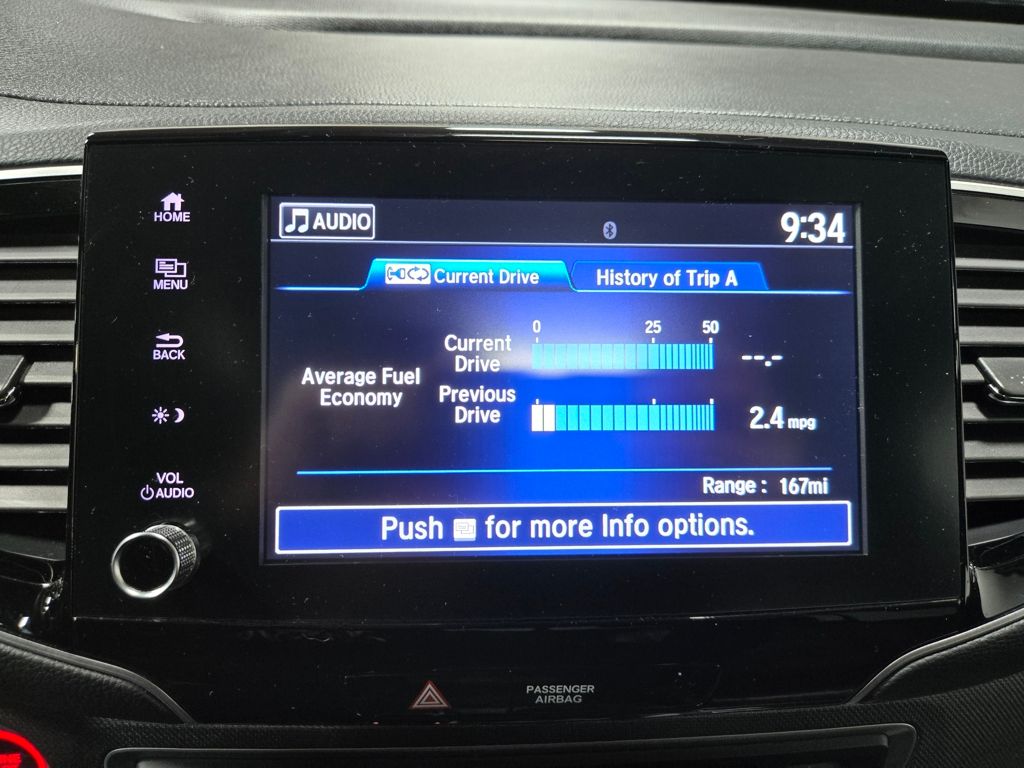 HOME
MENU
BACK
VOL
AUDIO
AUDIO
9:34
Current Drive
History of Trip A
0 25 50
Current
Drive
--.-
Average Fuel
Economy
Previous
Drive
2.4 mpg
Range : 167mi
Push for more Info options.
PASSENGER
AIRBAG